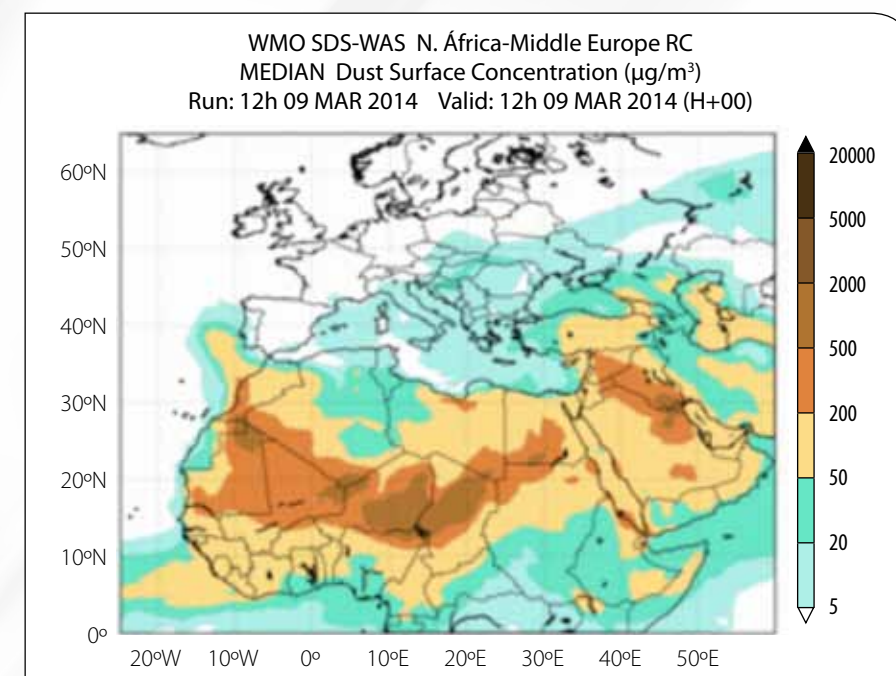 WMO SDS-WAS N. África-Middle Europe RC
MEDIAN Dust Surface Concentration (µg/m³)
Run: 12h 09 MAR 2014 Valid: 12h 09 MAR 2014 (H+00)
60ºN
50ºN
40ºN
30ºN
20ºN
10ºN
0º
20ºW 10ºW 0º 10ºE 20ºE 30ºE 40ºE 50ºE
20000
5000
2000
500
200
50
20
5